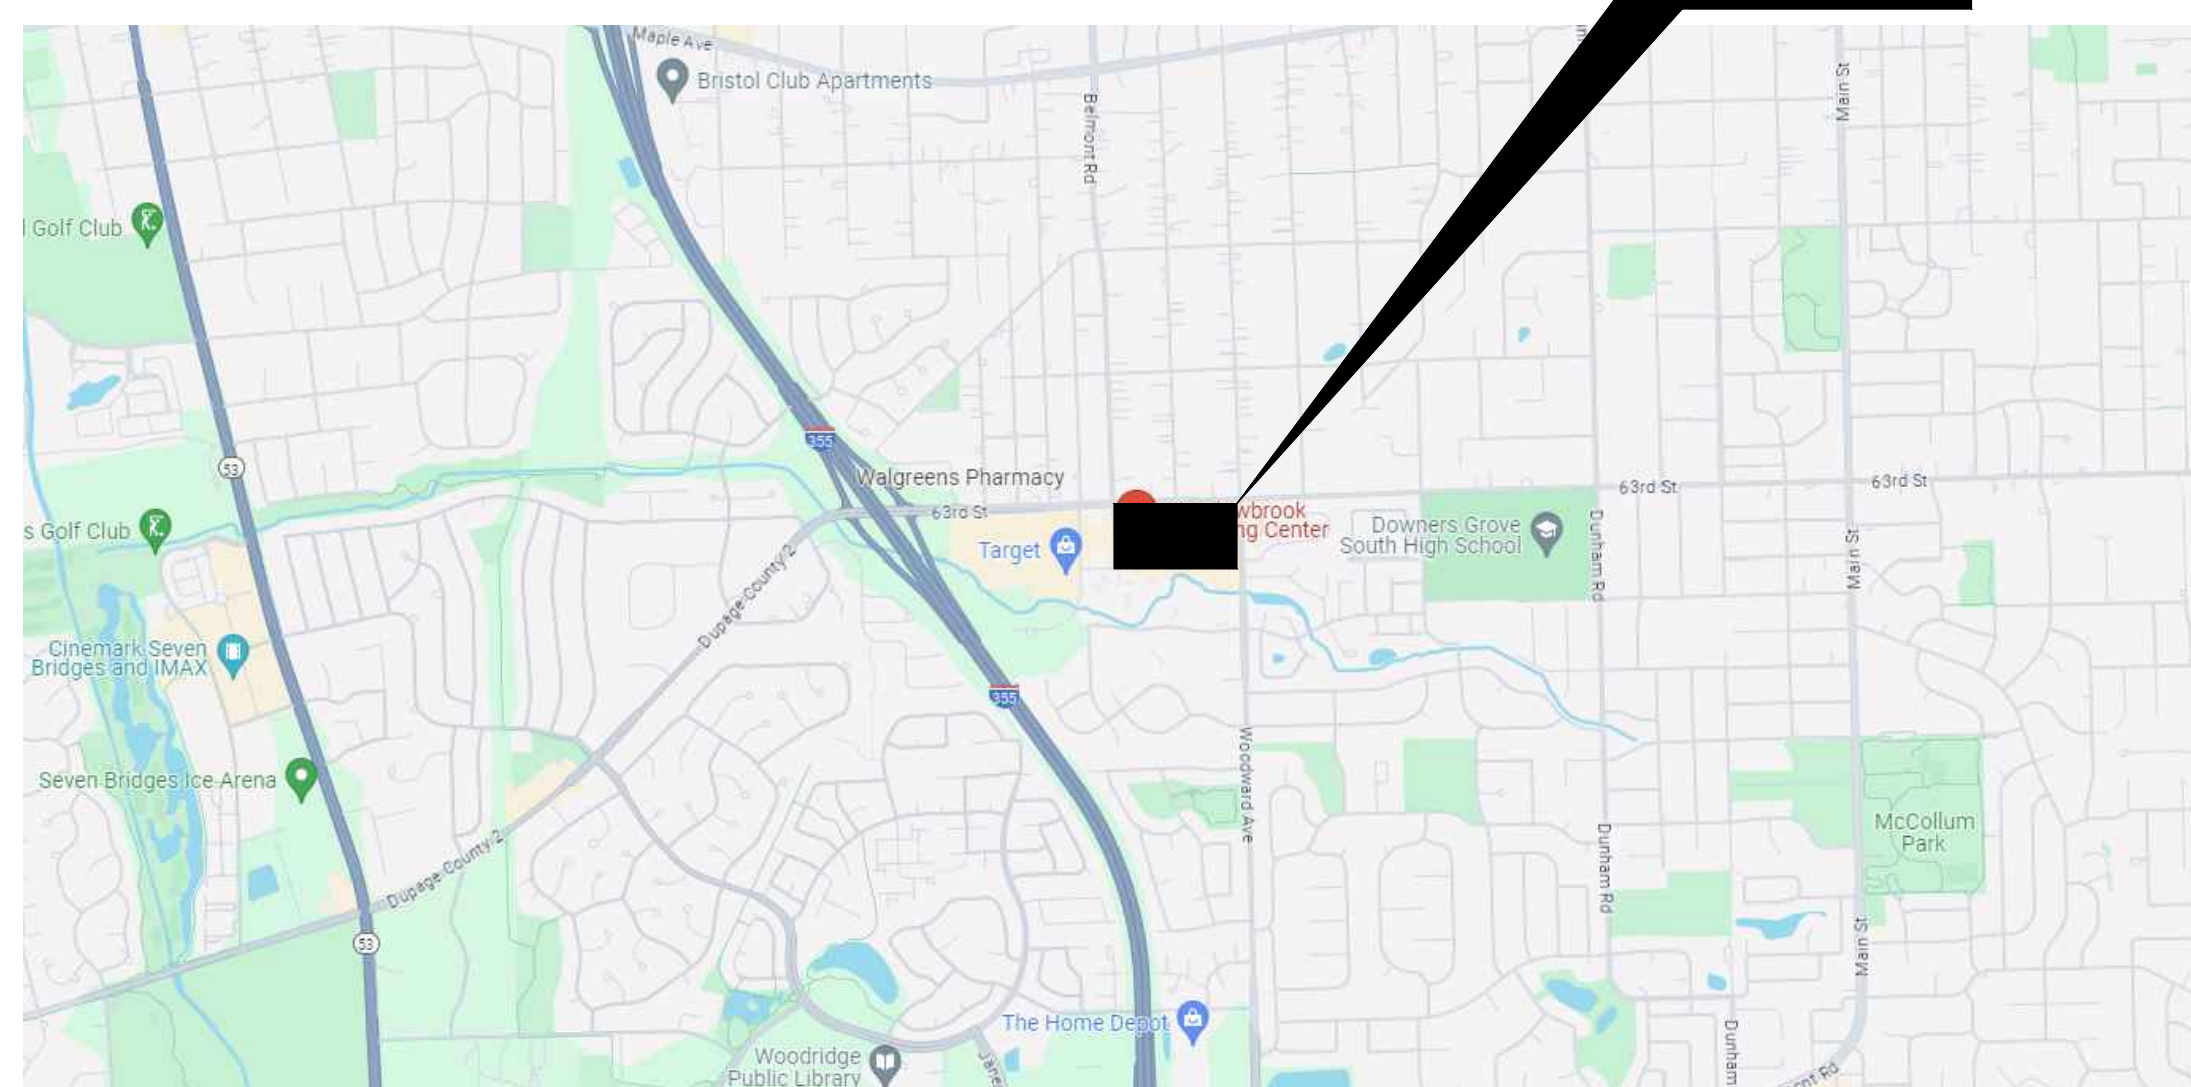 Maple Ave
Bristol Club Apartments
Belmont Rd
Main St
Golf Club
355
53
Walgreens Pharmacy
63rd St
63rd St
63rd St
wbrook
ng Center
Downers Grove
South High School
s Golf Club
Target
Dunham Rd
Main St
Dupage County 2
Cinemark Seven
Bridges and IMAX
355
Woodward Ave
Seven Bridges Ice Arena
McCollum
Park
Dupage County 2
Dunham Rd
53
Main St
The Home Depot
Woodridge
Public Library
Jane
Dunham
nt Rd